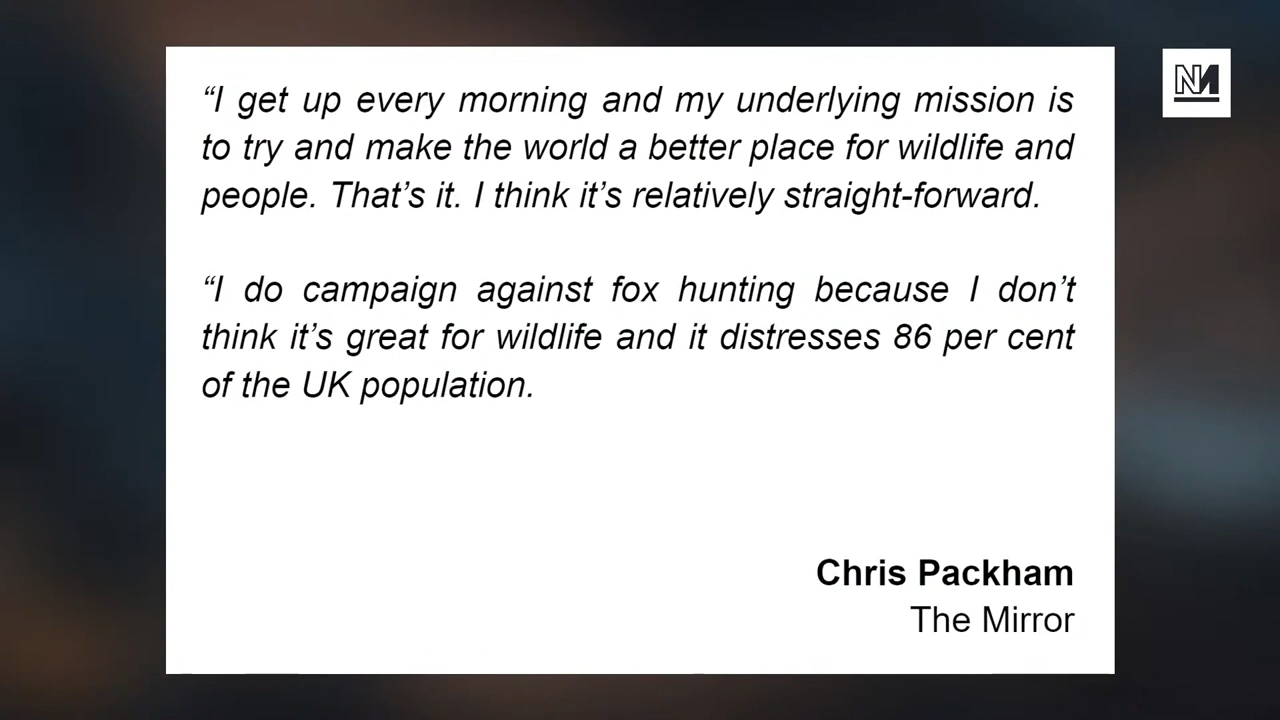 “I get up every morning and my underlying mission is
to try and make the world a better place for wildlife and
people. That’s it. I think it’s relatively straight-forward.
“I do campaign against fox hunting because I don’t
think it’s great for wildlife and it distresses 86 per cent
of the UK population.
Chris Packham
The Mirror
NM